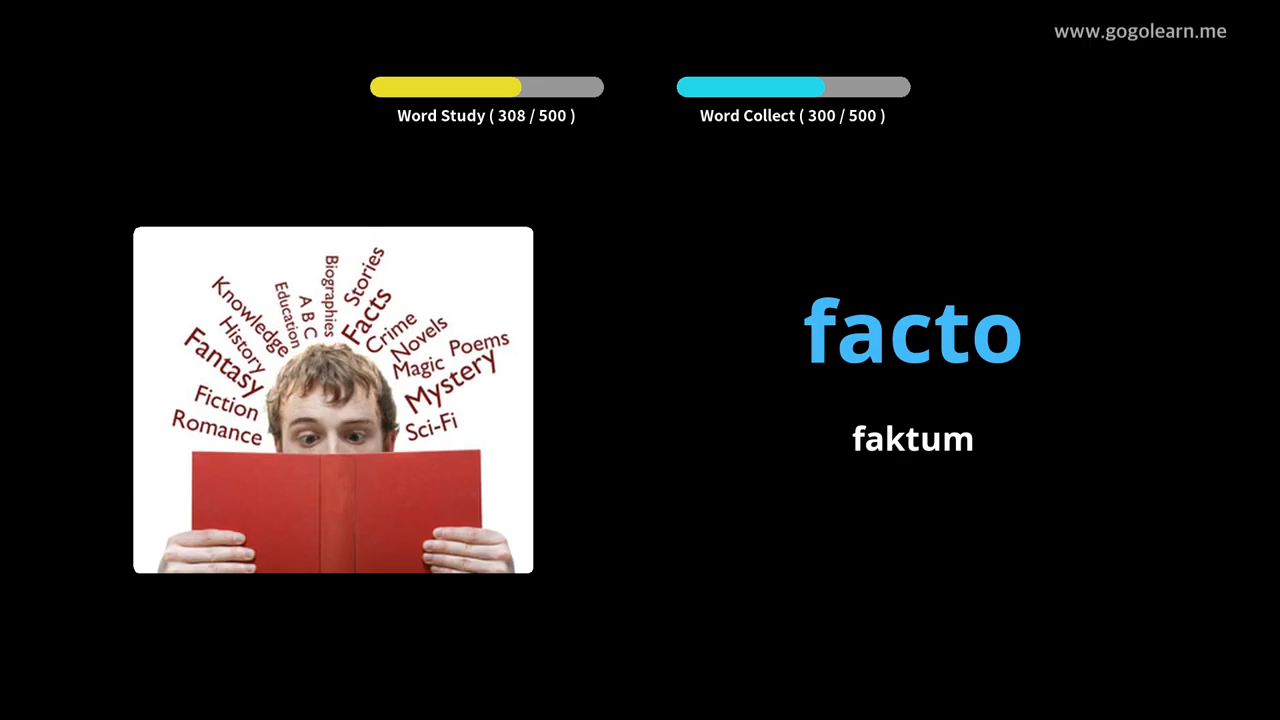 www.gogolearn.me
Word Study ( 308 / 500 )
Word Collect ( 300 / 500 )
Stories
Biographies
Facts
Education
A B C
Knowledge
Crime
History
Novels
Poems
Fantasy
Magic
Mystery
Fiction
Sci-Fi
Romance
facto
faktum